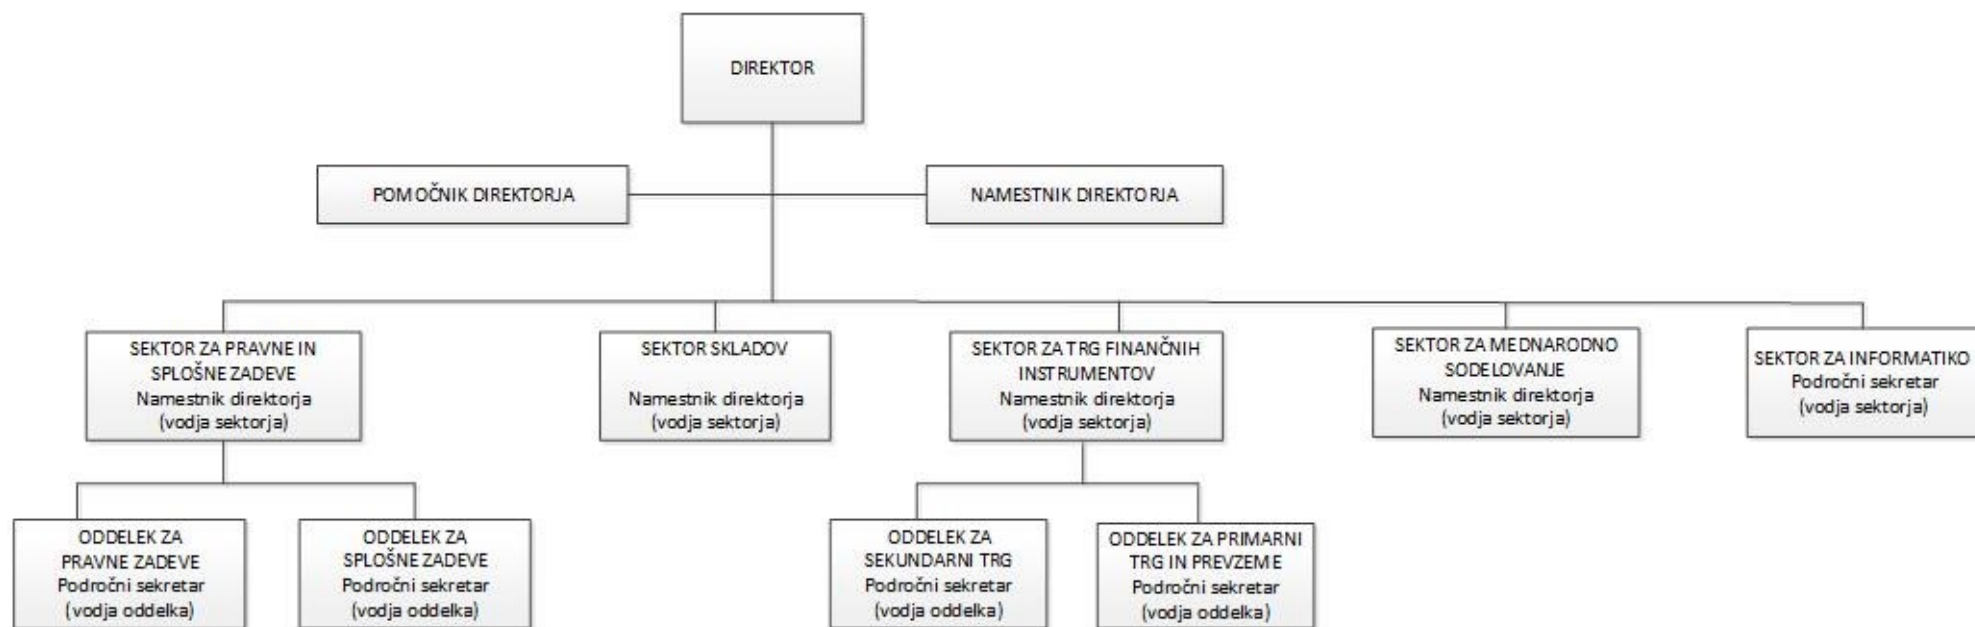 DIREKTOR
POMOČNIK DIREKTORJA
NAMESTNIK DIREKTORJA
SEKTOR ZA PRAVNE IN
SPLOŠNE ZADEVE
Namestnik direktorja
(vodja sektorja)
SEKTOR SKLADOV
Namestnik direktorja
(vodja sektorja)
SEKTOR ZA TRG FINANČNIH
INSTRUMENTOV
Namestnik direktorja
(vodja sektorja)
SEKTOR ZA MEDNARODNO
SODELOVANJE
Namestnik direktorja
(vodja sektorja)
SEKTOR ZA INFORMATIKO
Področni sekretar
(vodja sektorja)
ODDELEK ZA
PRAVNE ZADEVE
Področni sekretar
(vodja oddelka)
ODDELEK ZA
SPLOŠNE ZADEVE
Področni sekretar
(vodja oddelka)
ODDELEK ZA
SEKUNDARNI TRG
Področni sekretar
(vodja oddelka)
ODDELEK ZA PRIMARNI
TRG IN PREVZEME
Področni sekretar
(vodja oddelka)